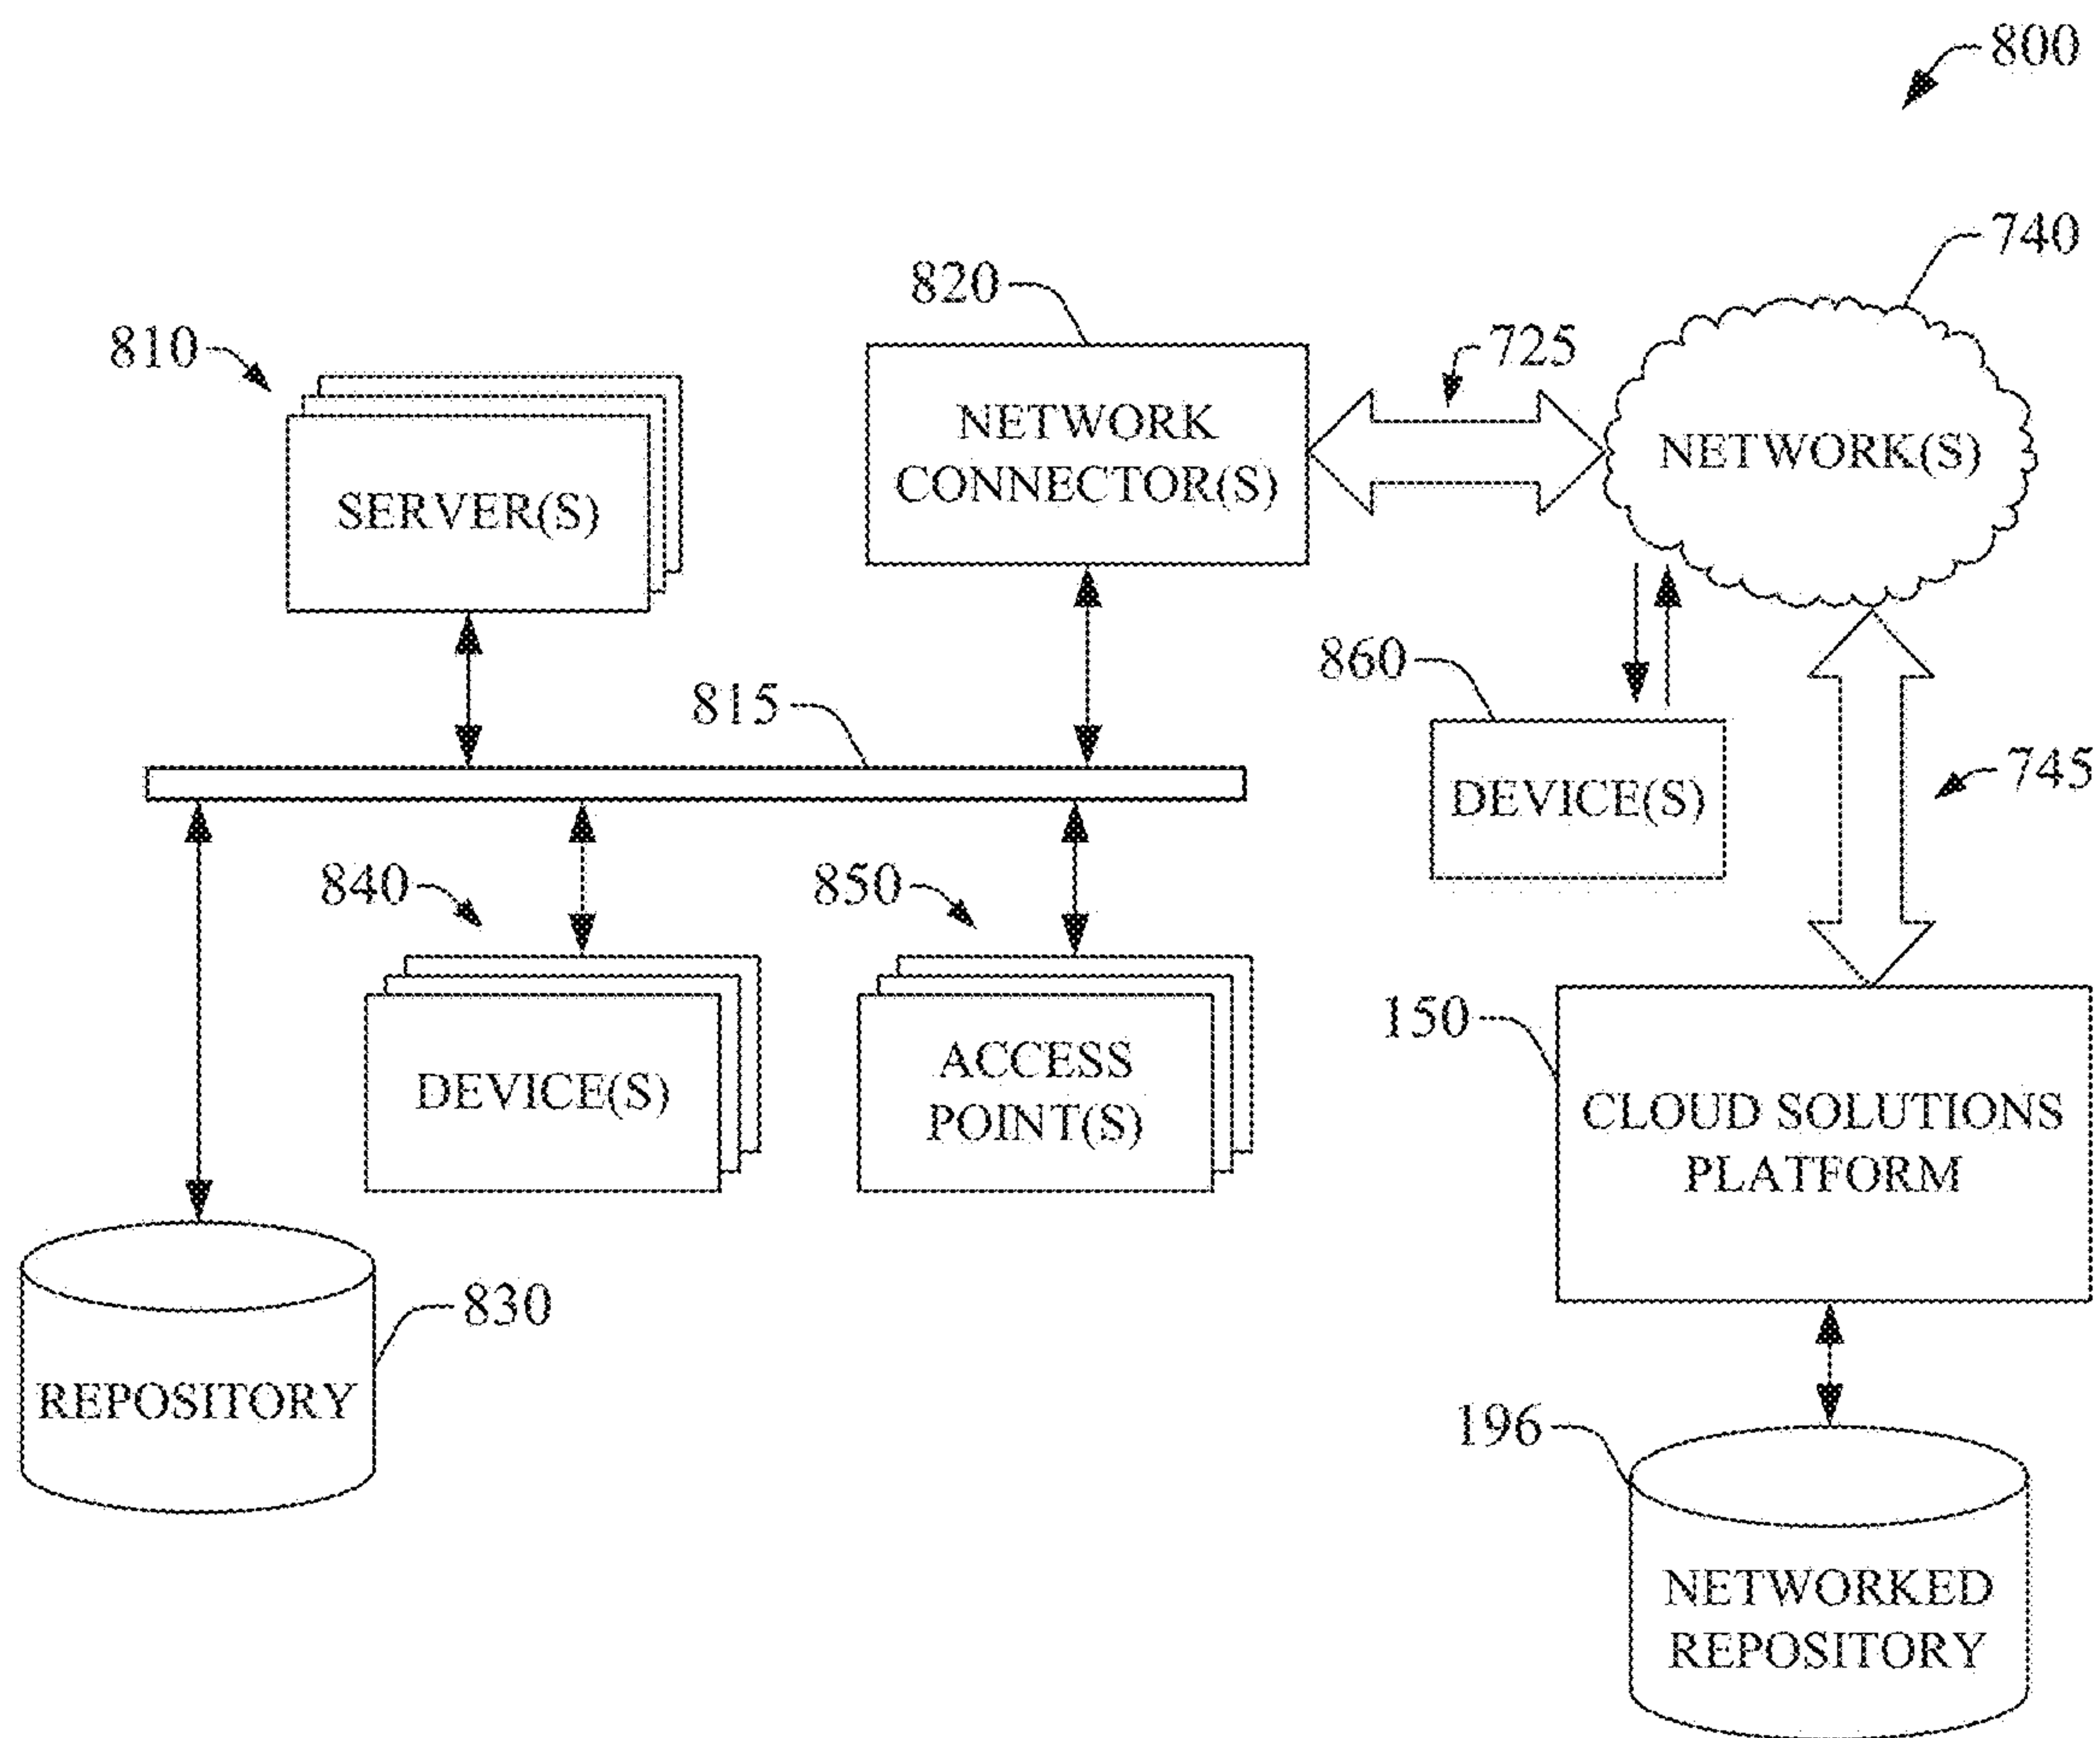 800
740
820
725
810
NETWORK
CONNECTOR(S)
NETWORK(S)
SERVER(S)
860
815
745
DEVICE(S)
840
850
150
ACCESS
POINT(S)
DEVICE(S)
CLOUD SOLUTIONS
PLATFORM
830
REPOSITORY
196
NETWORKED
REPOSITORY